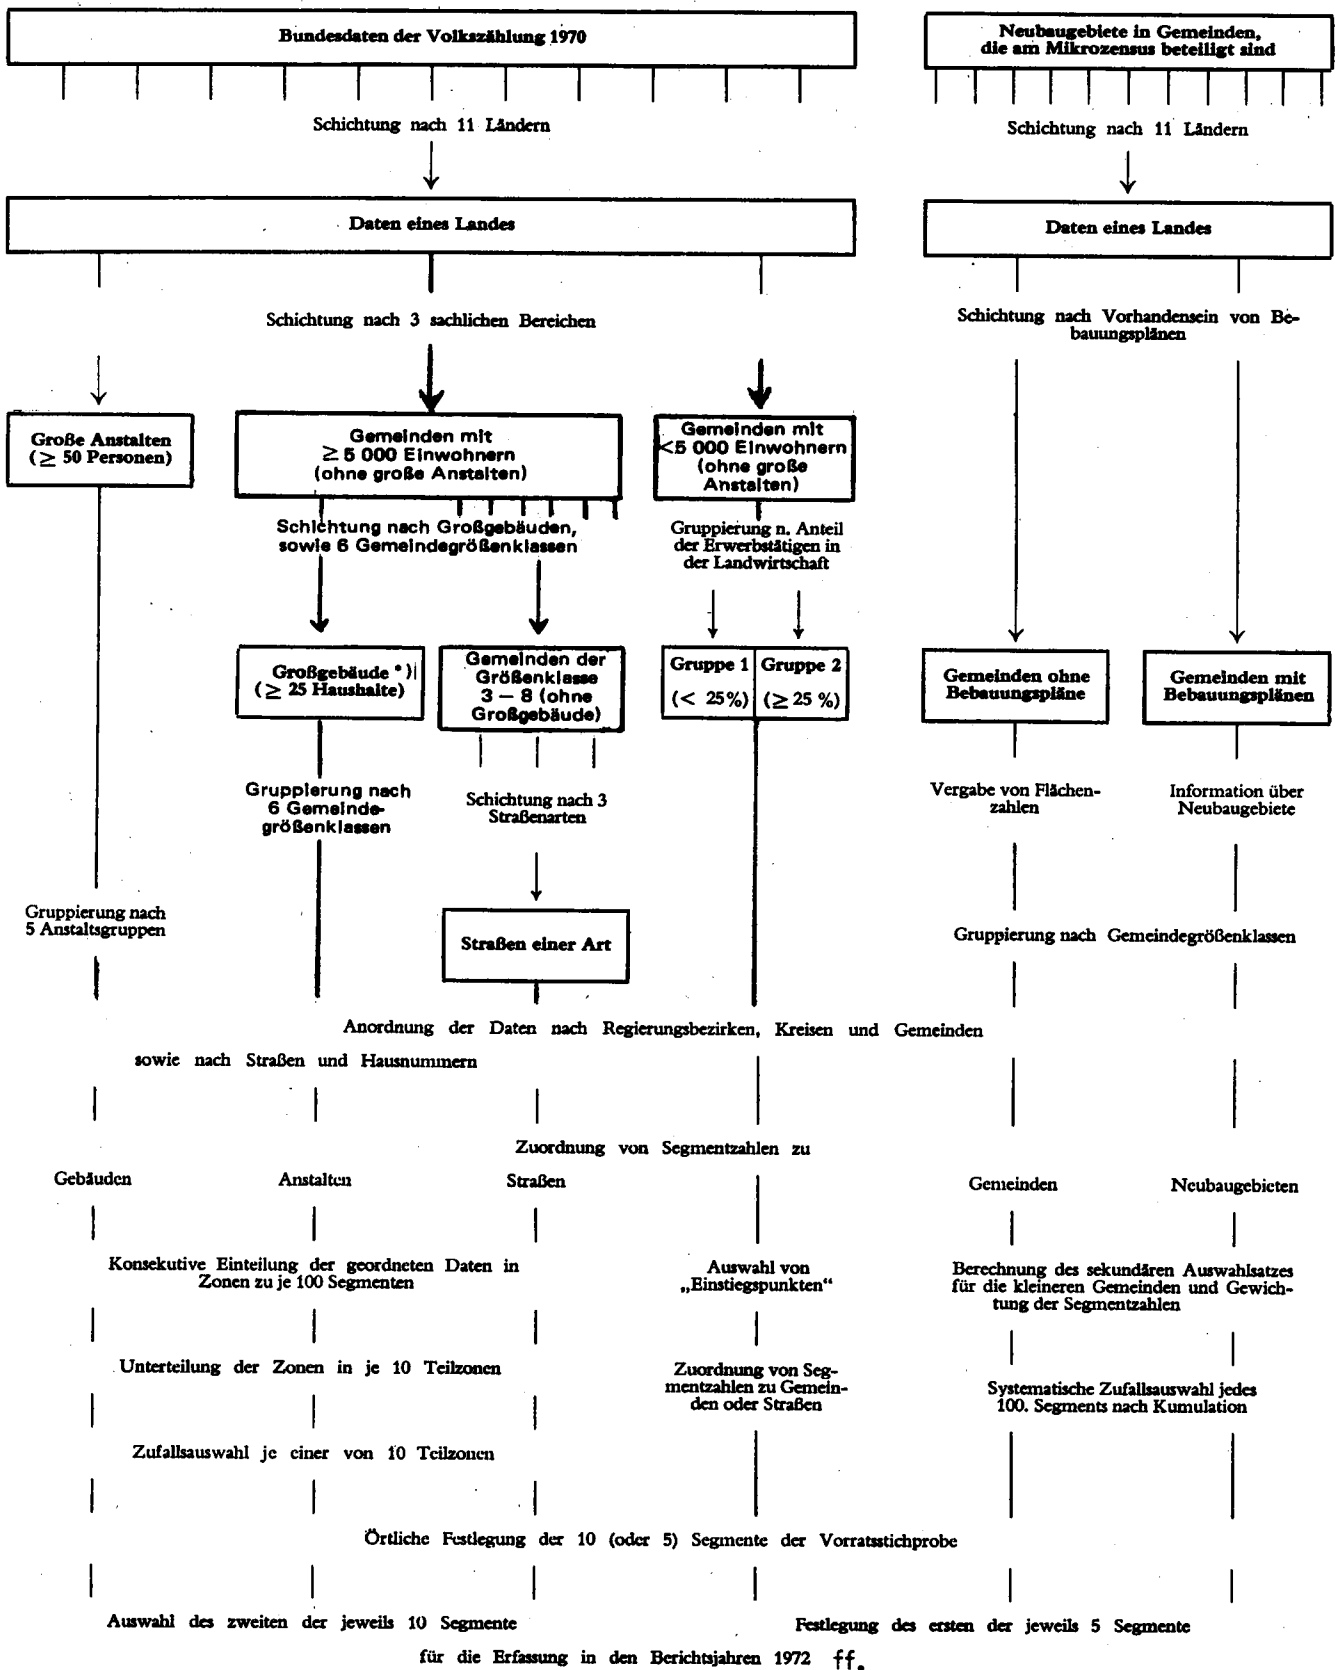 Bundesdaten der Volkszählung 1970
Neubaugebiete in Gemeinden,
die am Mikrozensus beteiligt sind
Schichtung nach 11 Ländern
Schichtung nach 11 Ländern
Daten eines Landes
Daten eines Landes
Schichtung nach 3 sachlichen Bereichen
Schichtung nach Vorhandensein von Be-
bauungsplänen
Große Anstalten
(≥ 50 Personen)
Gemeinden mit
≥ 5 000 Einwohnern
(ohne große Anstalten)
Gemeinden mit
<5 000 Einwohnern
(ohne große
Anstalten)
Schichtung nach Großgebäuden,
sowie 6 Gemeindegrößenklassen
Gruppierung n. Anteil
der Erwerbstätigen in
der Landwirtschaft
Großgebäude *)
(≥ 25 Haushalte)
Gemeinden der
Größenklasse
3 – 8 (ohne
Großgebäude)
Gruppe 1
(< 25%)
Gruppe 2
(≥ 25 %)
Gemeinden ohne
Bebauungspläne
Gemeinden mit
Bebauungsplänen
Gruppierung nach
6 Gemeinde-
größenklassen
Schichtung nach 3
Straßenarten
Vergabe von Flächen-
zahlen
Information über
Neubaugebiete
Gruppierung nach
5 Anstaltsgruppen
Straßen einer Art
Gruppierung nach Gemeindegrößenklassen
Anordnung der Daten nach Regierungsbezirken, Kreisen und Gemeinden
sowie nach Straßen und Hausnummern
Zuordnung von Segmentzahlen zu
Gebäuden
Anstalten
Straßen
Gemeinden
Neubaugebieten
Konsekutive Einteilung der geordneten Daten in
Zonen zu je 100 Segmenten
Auswahl von
„Einstiegspunkten“
Berechnung des sekundären Auswahlsatzes
für die kleineren Gemeinden und Gewich-
tung der Segmentzahlen
Unterteilung der Zonen in je 10 Teilzonen
Zuordnung von Seg-
mentzahlen zu Gemein-
den oder Straßen
Systematische Zufallsauswahl jedes
100. Segments nach Kumulation
Zufallsauswahl je einer von 10 Teilzonen
Örtliche Festlegung der 10 (oder 5) Segmente der Vorratsstichprobe
Auswahl des zweiten der jeweils 10 Segmente
Festlegung des ersten der jeweils 5 Segmente
für die Erfassung in den Berichtsjahren 1972 ff.